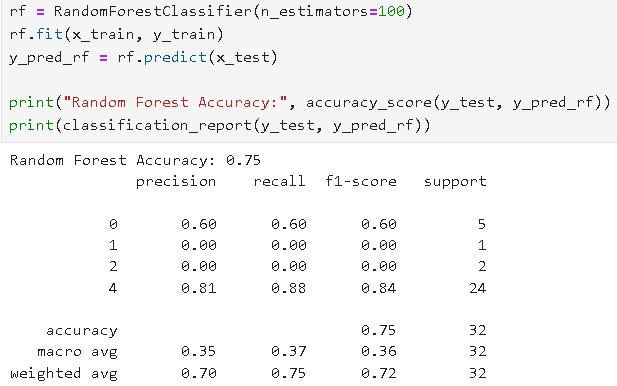 rf = RandomForestClassifier(n_estimators=100)
rf.fit(x_train, y_train)
y_pred_rf = rf.predict(x_test)
print("Random Forest Accuracy:", accuracy_score(y_test, y_pred_rf))
print(classification_report(y_test, y_pred_rf))
Random Forest Accuracy: 0.75
precision recall f1-score support
0 0.60 0.60 0.60 5
1 0.00 0.00 0.00 1
2 0.00 0.00 0.00 2
4 0.81 0.88 0.84 24
accuracy 0.75 32
macro avg 0.35 0.37 0.36 32
weighted avg 0.70 0.75 0.72 32